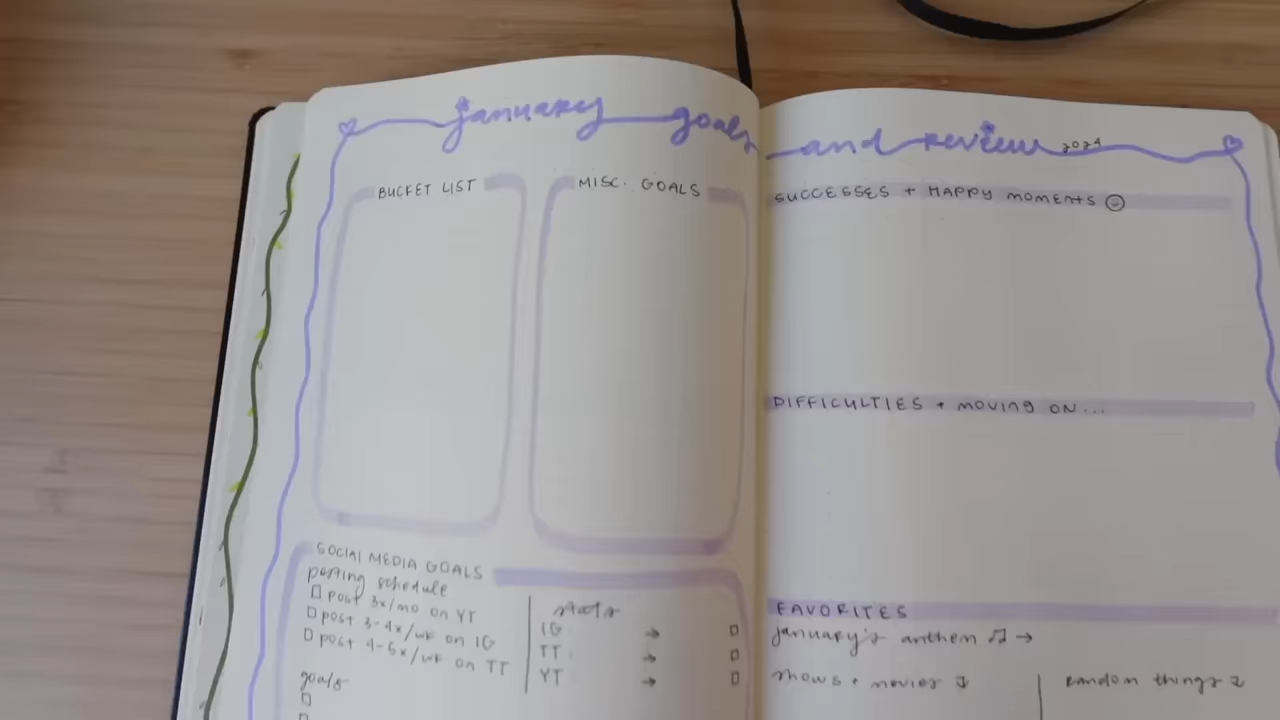 january goals and review 2024
BUCKET LIST
MISC. GOALS
SOCIAL MEDIA GOALS
posting schedule
□ post 3x/mo on YT
□ post 3-4x/wk on IG
□ post 4-6x/wk on TT
goals
□
stats
IG → □
TT → □
YT → □
SUCCESSES + HAPPY MOMENTS ☺
DIFFICULTIES + MOVING ON...
FAVORITES
january's anthem ♫ →
shows + movies ↓
random things ↓